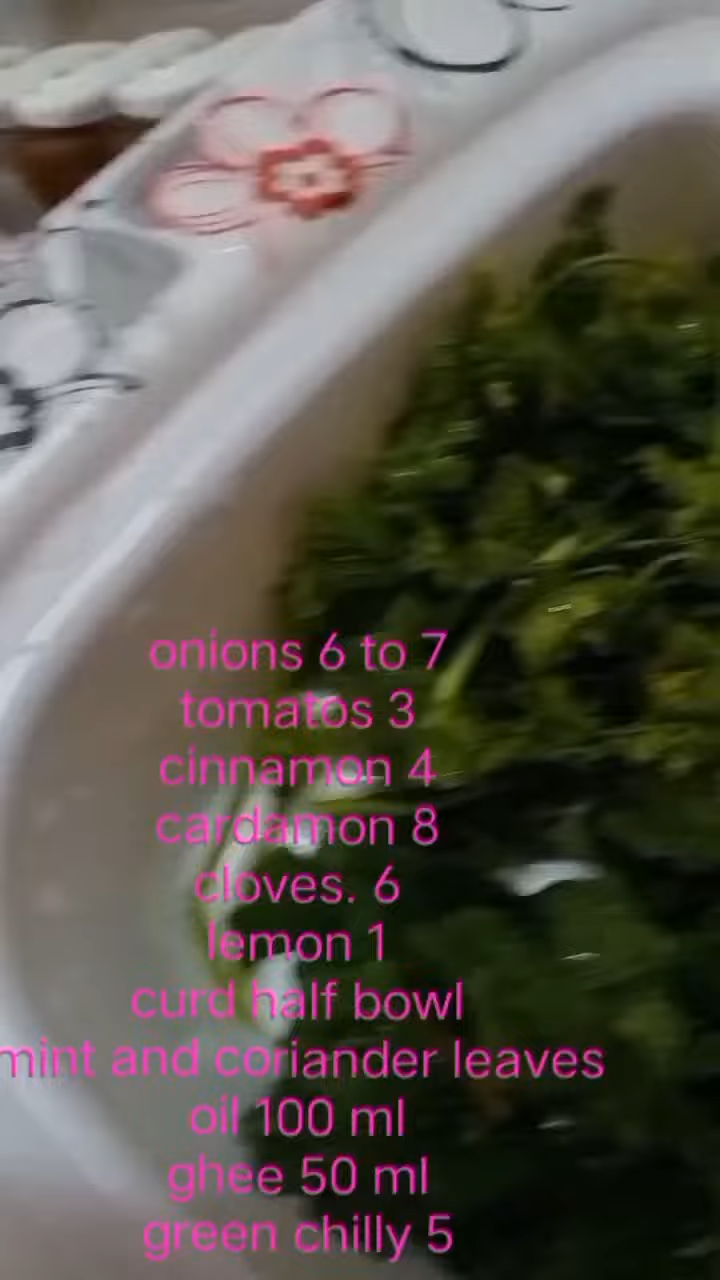 onions 6 to 7
tomatos 3
cinnamon 4
cardamon 8
cloves. 6
lemon 1
curd half bowl
mint and coriander leaves
oil 100 ml
ghee 50 ml
green chilly 5